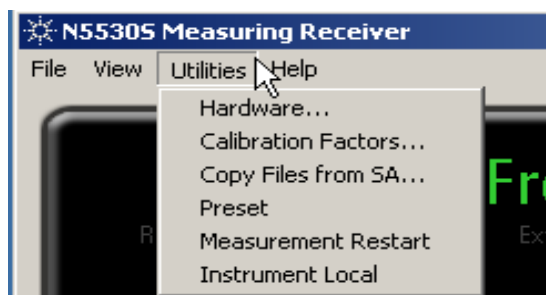 N5530S Measuring Receiver
File View Utilities Help
Hardware...
Calibration Factors...
Copy Files from SA...
Preset
Measurement Restart
Instrument Local